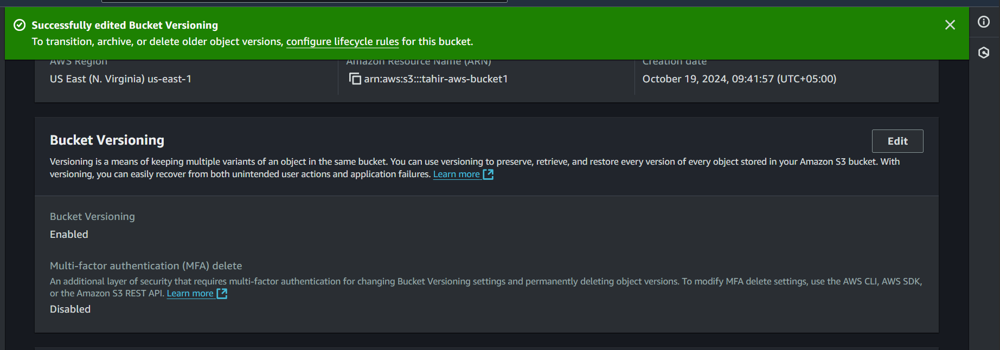 Successfully edited Bucket Versioning
To transition, archive, or delete older object versions, configure lifecycle rules for this bucket.
AWS Region
Amazon Resource Name (ARN)
Creation date
US East (N. Virginia) us-east-1
arn:aws:s3:::tahir-aws-bucket1
October 19, 2024, 09:41:57 (UTC+05:00)
Bucket Versioning
Edit
Versioning is a means of keeping multiple variants of an object in the same bucket. You can use versioning to preserve, retrieve, and restore every version of every object stored in your Amazon S3 bucket. With
versioning, you can easily recover from both unintended user actions and application failures. Learn more
Bucket Versioning
Enabled
Multi-factor authentication (MFA) delete
An additional layer of security that requires multi-factor authentication for changing Bucket Versioning settings and permanently deleting object versions. To modify MFA delete settings, use the AWS CLI, AWS SDK,
or the Amazon S3 REST API. Learn more
Disabled